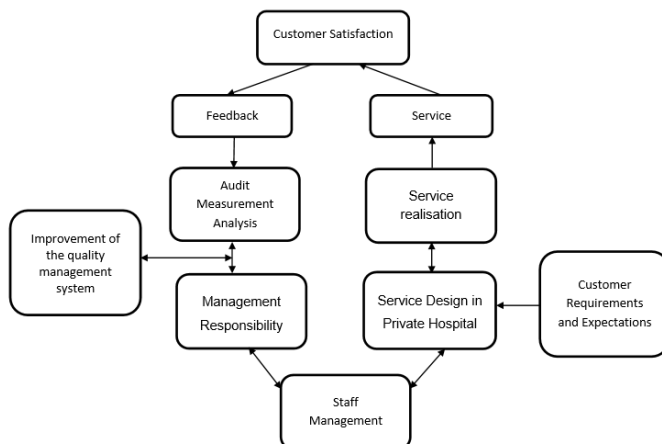 Customer Satisfaction
Feedback
Service
Audit
Measurement
Analysis
Service
realisation
Improvement of
the quality
management
system
Management
Responsibility
Service Design in
Private Hospital
Customer
Requirements
and Expectations
Staff
Management